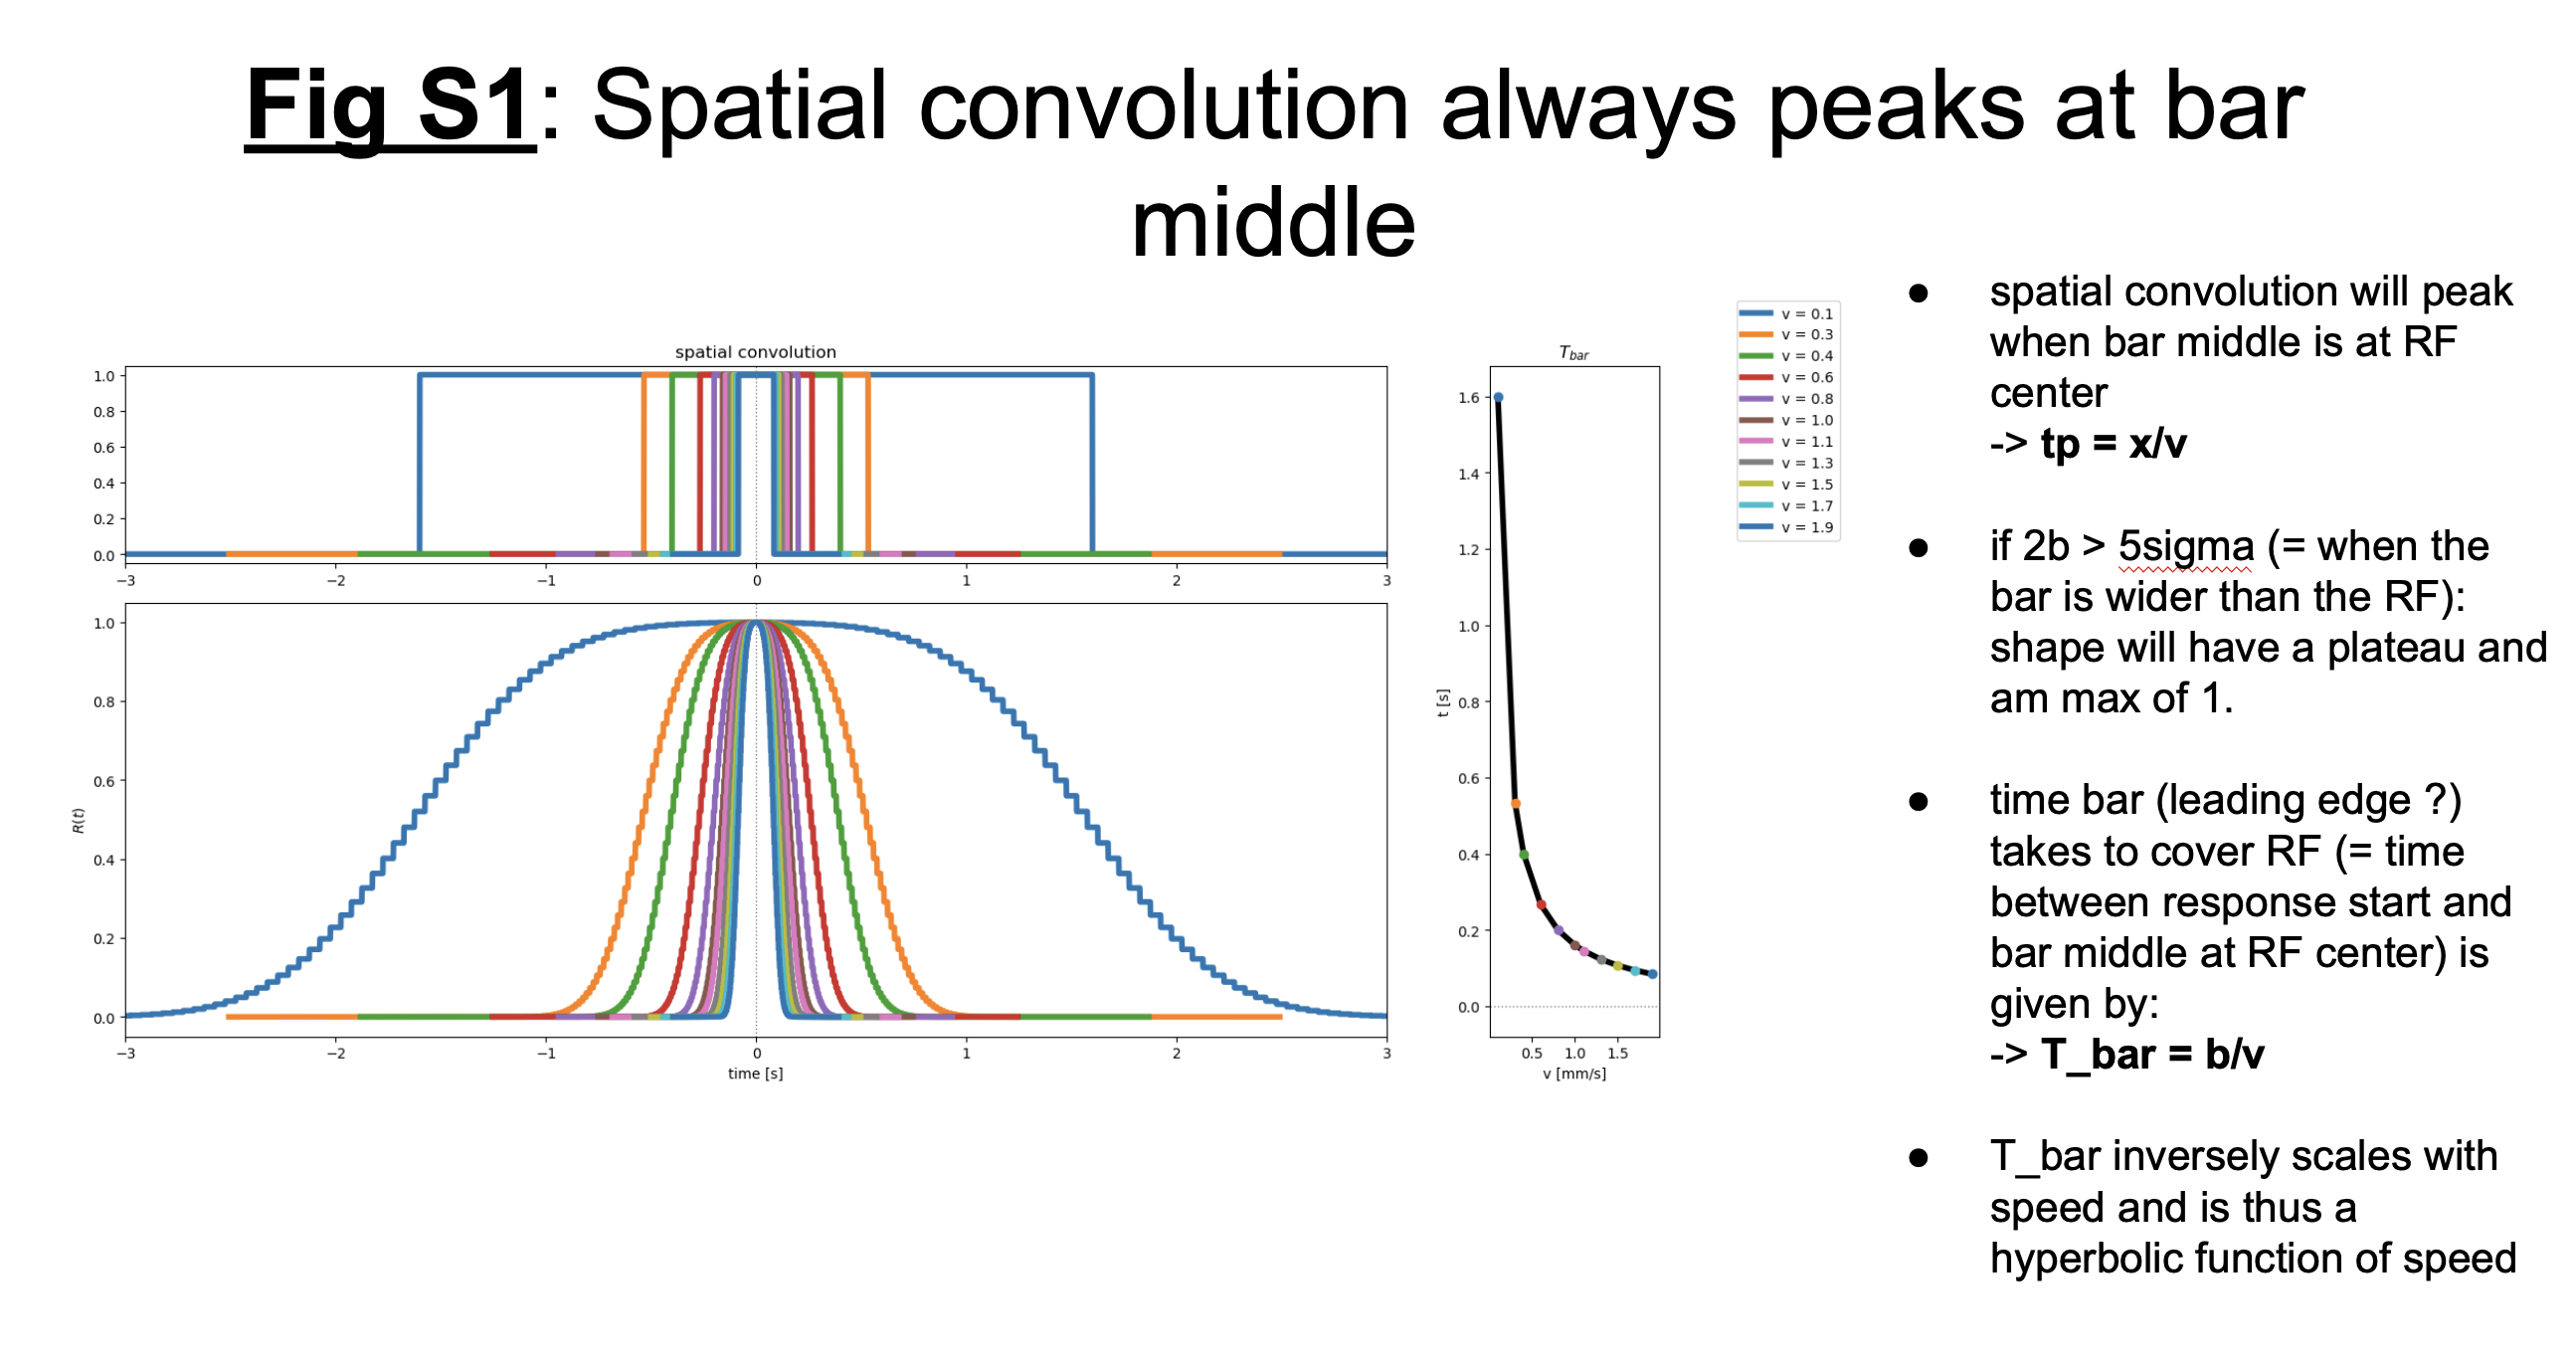 Fig S1: Spatial convolution always peaks at bar
middle
spatial convolution
1.0
0.8
0.6
0.4
0.2
0.0
−3 −2 −1 0 1 2 3
R(t)
1.0
0.8
0.6
0.4
0.2
0.0
−3 −2 −1 0 1 2 3
time [s]
T_bar
t [s]
1.6
1.4
1.2
1.0
0.8
0.6
0.4
0.2
0.0
0.5 1.0 1.5
v [mm/s]
v = 0.1
v = 0.3
v = 0.4
v = 0.6
v = 0.8
v = 1.0
v = 1.1
v = 1.3
v = 1.5
v = 1.7
v = 1.9
● spatial convolution will peak
when bar middle is at RF
center
-> tp = x/v
● if 2b > 5sigma (= when the
bar is wider than the RF):
shape will have a plateau and
am max of 1.
● time bar (leading edge ?)
takes to cover RF (= time
between response start and
bar middle at RF center) is
given by:
-> T_bar = b/v
● T_bar inversely scales with
speed and is thus a
hyperbolic function of speed